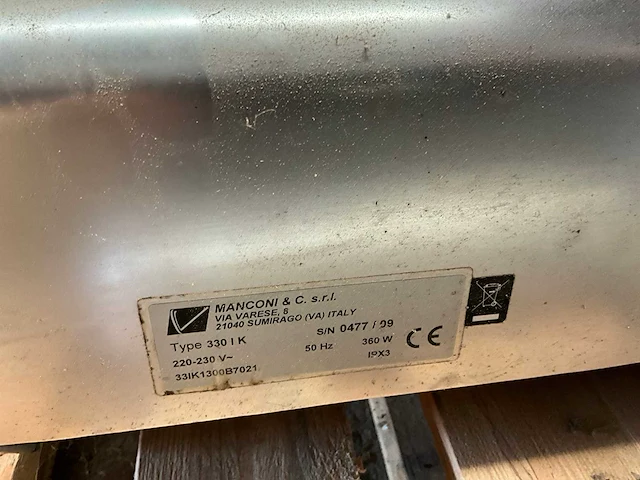 MANCONI & C. s.r.l.
VIA VARESE, 8
21040 SUMIRAGO (VA) ITALY
Type 330 I K S/N 0477 / 09
220-230 V~ 50 Hz 360 W
33IK1300B7021 IPX3
CE